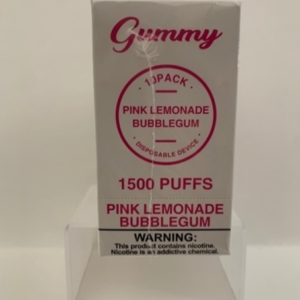 Gummy
10PACK
PINK LEMONADE
BUBBLEGUM
DISPOSABLE DEVICE
1500 PUFFS
PINK LEMONADE
BUBBLEGUM
WARNING:
This product contains nicotine.
Nicotine is an addictive chemical.